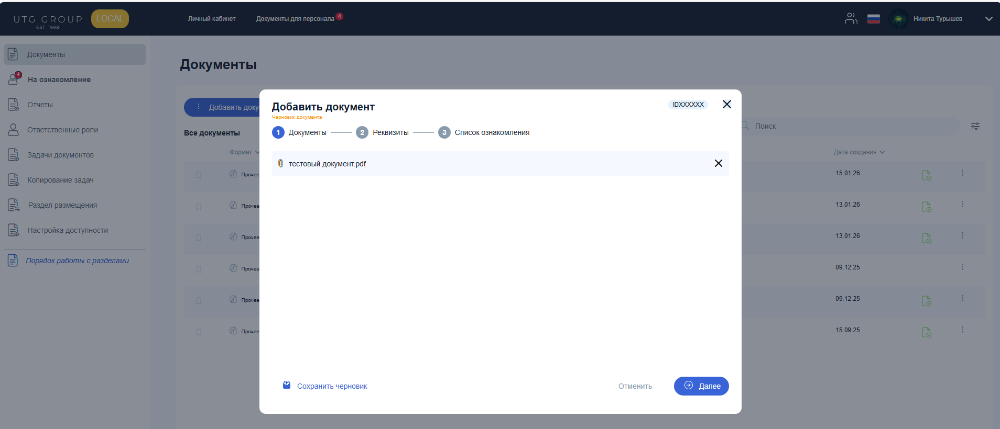 UTG GROUP
EST. 1998
LOCAL
Личный кабинет
Документы для персонала
4
Никита Турышев
Документы
4
На ознакомление
Отчеты
Ответственные роли
Задачи документов
Копирование задач
Раздел размещения
Настройка доступности
Порядок работы с разделами
Документы
Добавить доку
Поиск
Все документы
Формат
Дата создания
Прочее
15.01.26
Прочее
13.01.26
Прочее
13.01.26
Прочее
09.12.25
Прочее
09.12.25
Прочее
15.09.25
Добавить документ
IDXXXXXX
Черновик документа
1 Документы
2 Реквизиты
3 Список ознакомления
тестовый документ.pdf
Сохранить черновик
Отменить
Далее